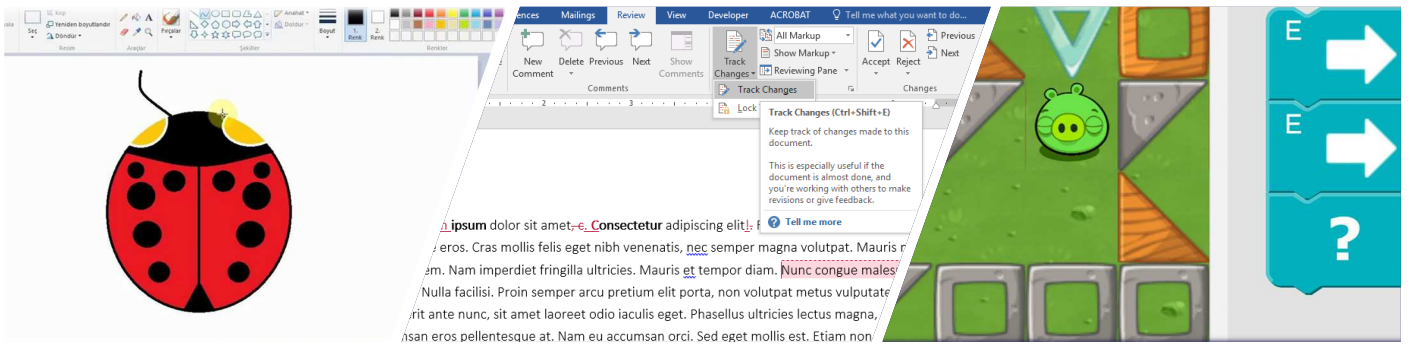 Kırp
Yeniden boyutlandır
Döndür
Seç
Resim
Fırçalar
Araçlar
Anahat
Doldur
Şekiller
Boyut
1.
Renk
2.
Renk
Renkler
ences Mailings Review View Developer ACROBAT Tell me what you want to do...
New
Comment
Delete Previous Next
Show
Comments
Comments
Track
Changes
All Markup
Show Markup
Reviewing Pane
Accept Reject
Previous
Next
Changes
Track Changes
Lock
2 3
Track Changes (Ctrl+Shift+E)
Keep track of changes made to this
document.
This is especially useful if the
document is almost done, and
you're working with others to make
revisions or give feedback.
Tell me more
ipsum dolor sit amet, c. Consectetur adipiscing elit!.
eros. Cras mollis felis eget nibh venenatis, nec semper magna volutpat. Mauris
em. Nam imperdiet fringilla ultricies. Mauris et tempor diam. Nunc congue males
Nulla facilisi. Proin semper arcu pretium elit porta, non volutpat metus vulputate
rit ante nunc, sit amet laoreet odio iaculis eget. Phasellus ultricies lectus magna,
san eros pellentesque at. Nam eu accumsan orci. Sed eget mollis est. Etiam non
E
E
?